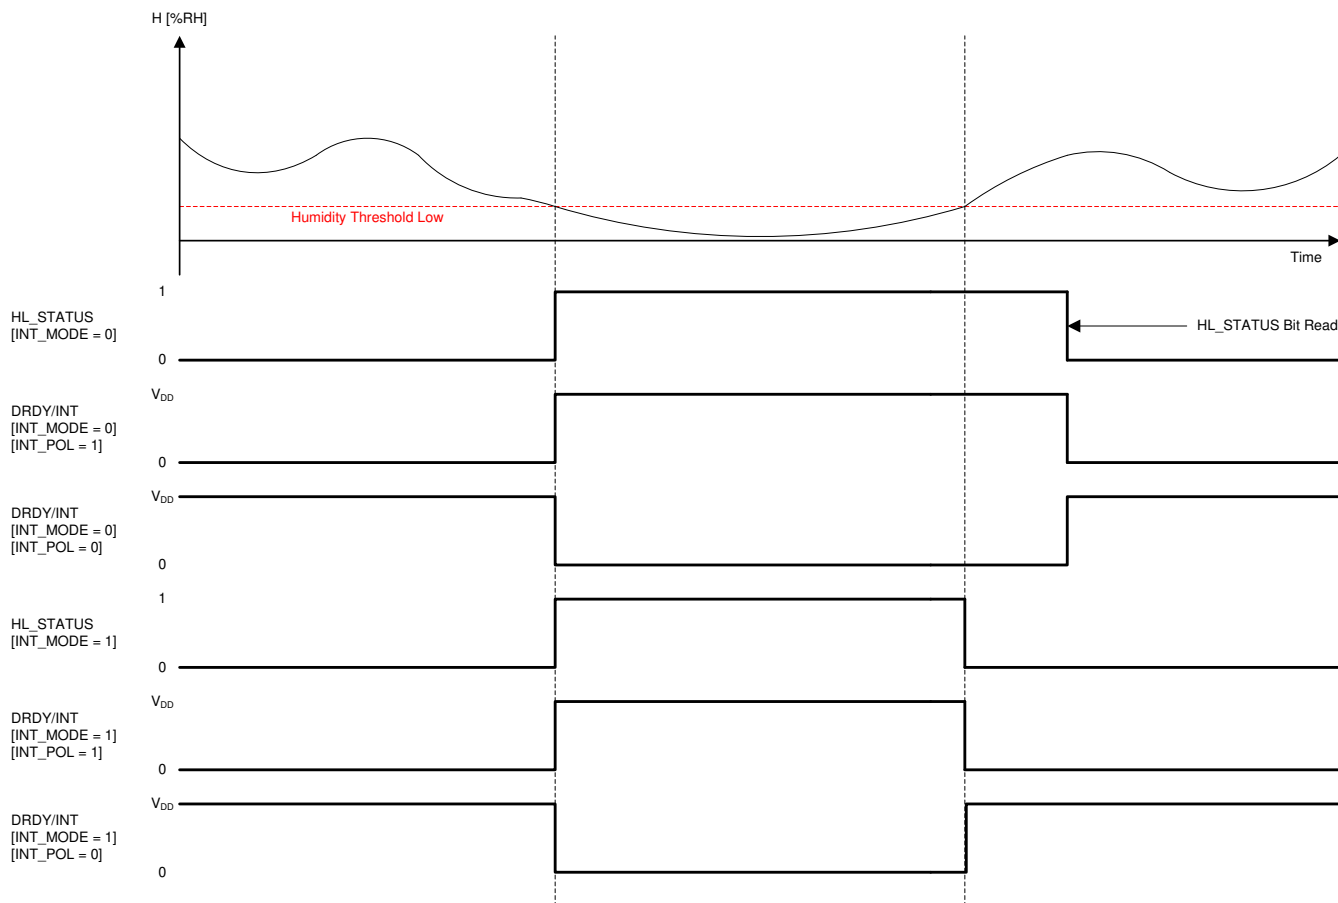 H [%RH]
Humidity Threshold Low
Time
1
HL_STATUS
[INT_MODE = 0]
HL_STATUS Bit Read
0
VDD
DRDY/INT
[INT_MODE = 0]
[INT_POL = 1]
0
VDD
DRDY/INT
[INT_MODE = 0]
[INT_POL = 0]
0
1
HL_STATUS
[INT_MODE = 1]
0
VDD
DRDY/INT
[INT_MODE = 1]
[INT_POL = 1]
0
VDD
DRDY/INT
[INT_MODE = 1]
[INT_POL = 0]
0